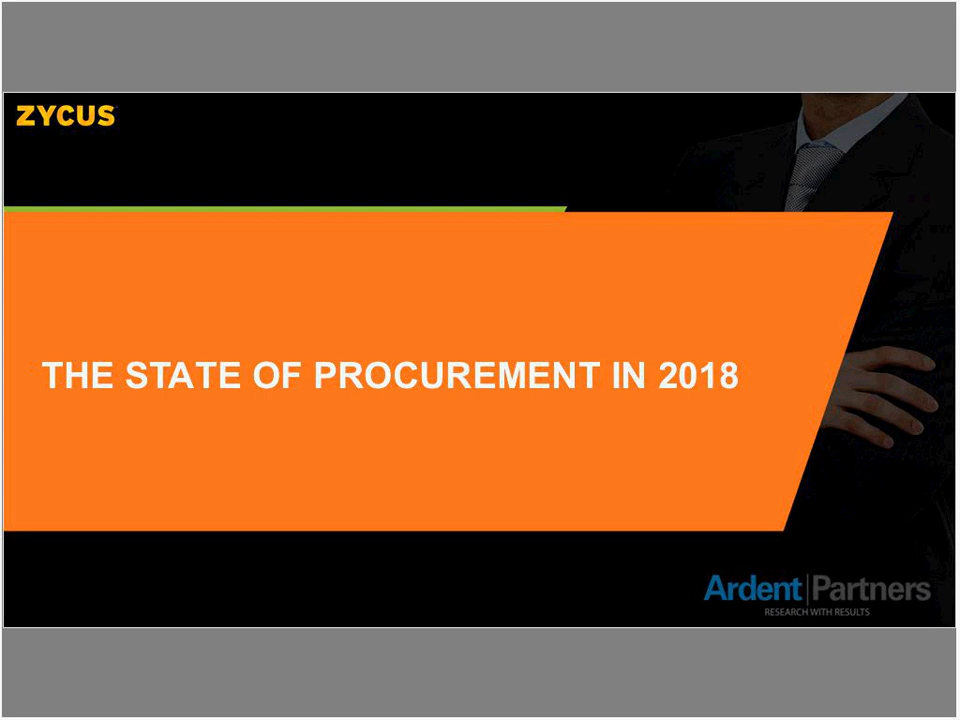 ZYCUS
THE STATE OF PROCUREMENT IN 2018
Ardent|Partners
RESEARCH WITH RESULTS